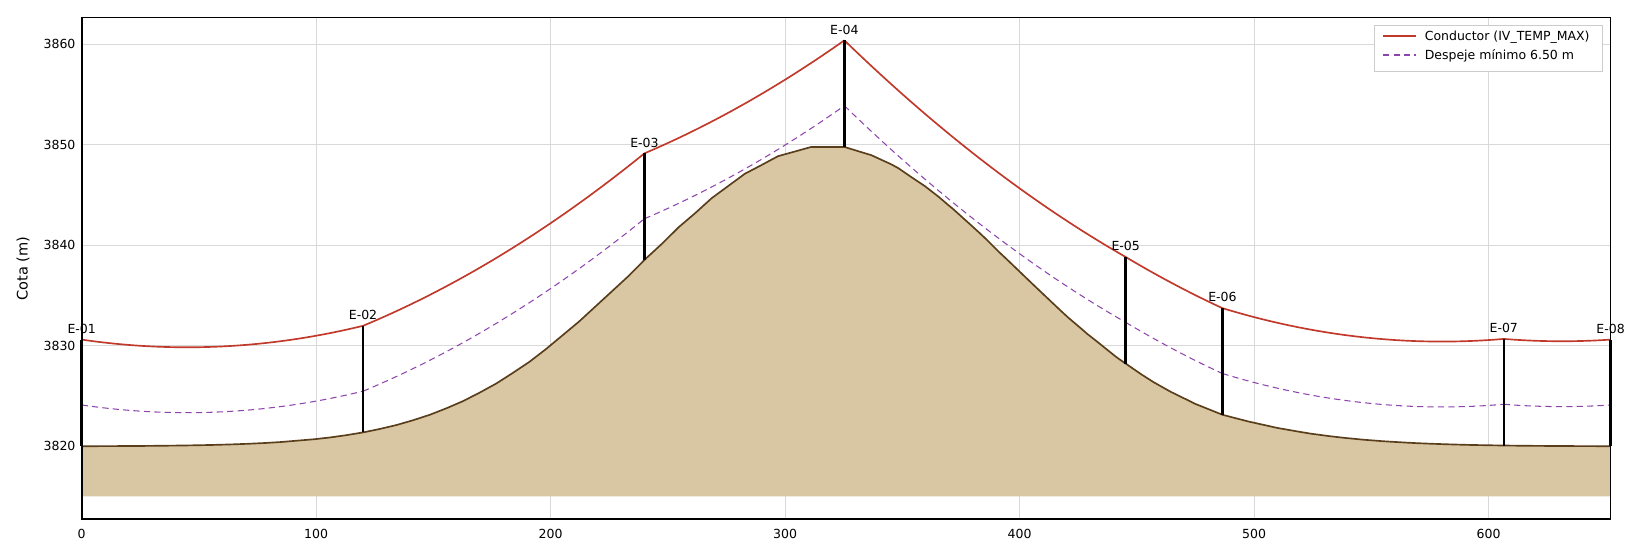 E-04
Conductor (IV_TEMP_MAX)
Despeje mínimo 6.50 m
3860
3850
E-03
3840
E-05
Cota (m)
E-06
E-01
E-02
E-07
E-08
3830
3820
0
100
200
300
400
500
600